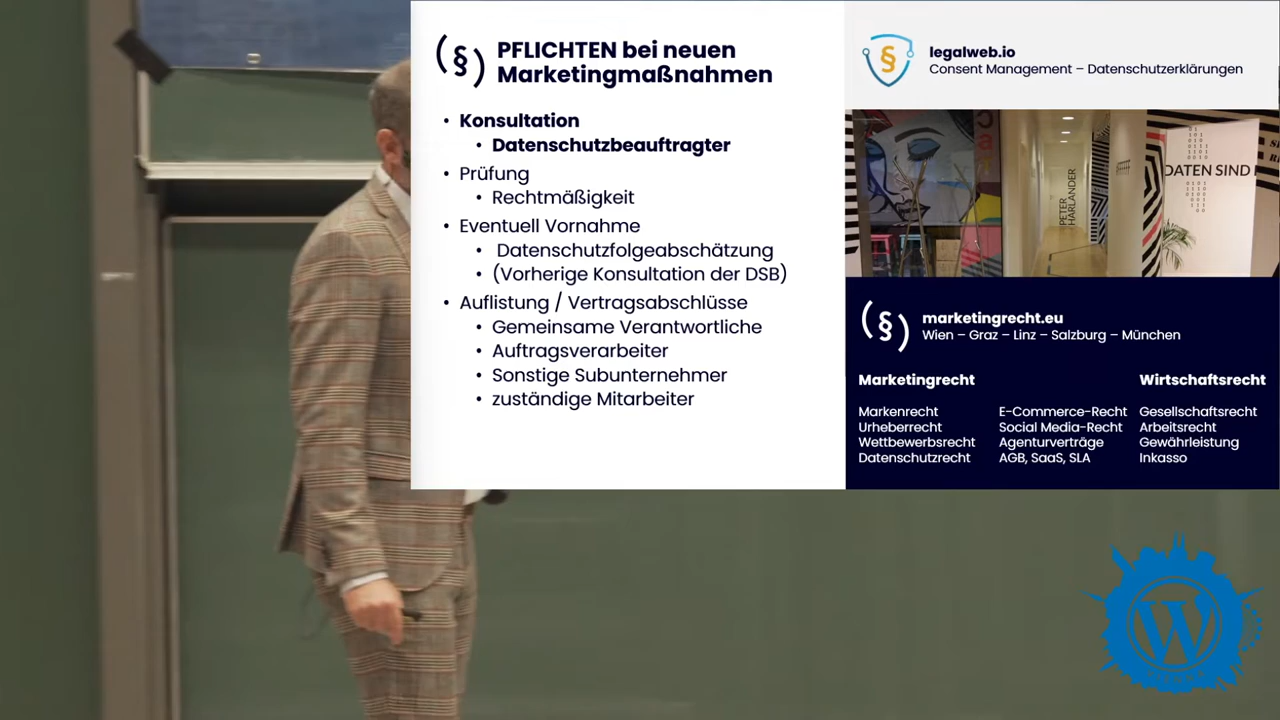 (§)
PFLICHTEN bei neuen
Marketingmaßnahmen
• Konsultation
• Datenschutzbeauftragter
• Prüfung
• Rechtmäßigkeit
• Eventuell Vornahme
• Datenschutzfolgeabschätzung
• (Vorherige Konsultation der DSB)
• Auflistung / Vertragsabschlüsse
• Gemeinsame Verantwortliche
• Auftragsverarbeiter
• Sonstige Subunternehmer
• zuständige Mitarbeiter
§
legalweb.io
Consent Management – Datenschutzerklärungen
PETER
HARLANDER
DATEN SIND
(§)
marketingrecht.eu
Wien – Graz – Linz – Salzburg – München
Marketingrecht
Markenrecht
Urheberrecht
Wettbewerbsrecht
Datenschutzrecht
E-Commerce-Recht
Social Media-Recht
Agenturverträge
AGB, SaaS, SLA
Wirtschaftsrecht
Gesellschaftsrecht
Arbeitsrecht
Gewährleistung
Inkasso
W